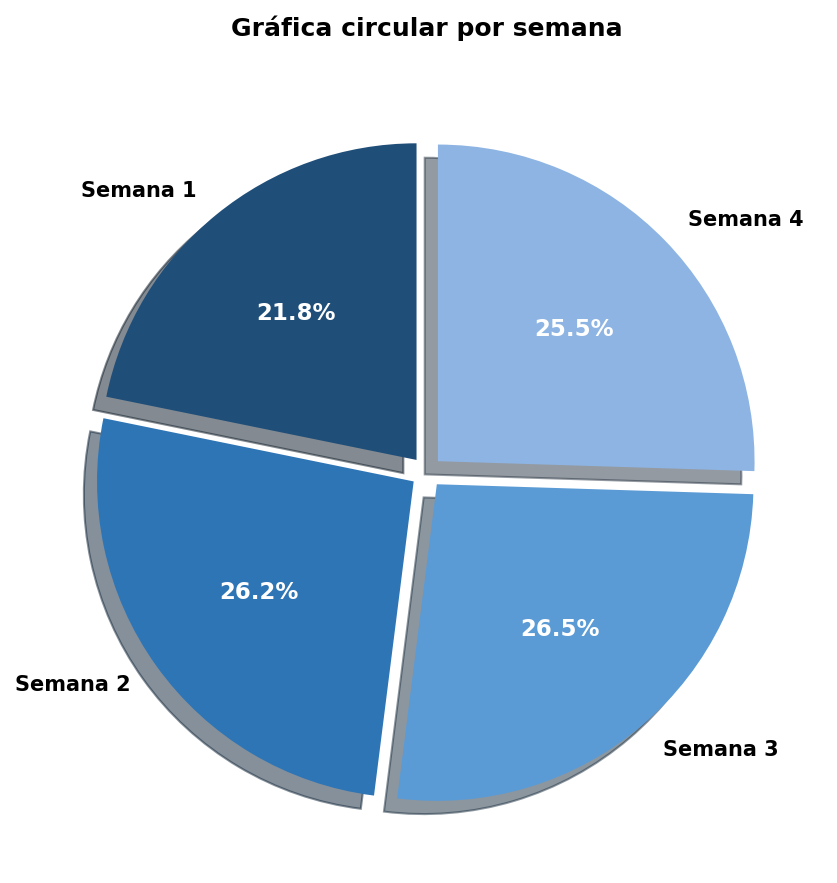 Gráfica circular por semana
Semana 1
Semana 4
21.8%
25.5%
26.2%
26.5%
Semana 2
Semana 3